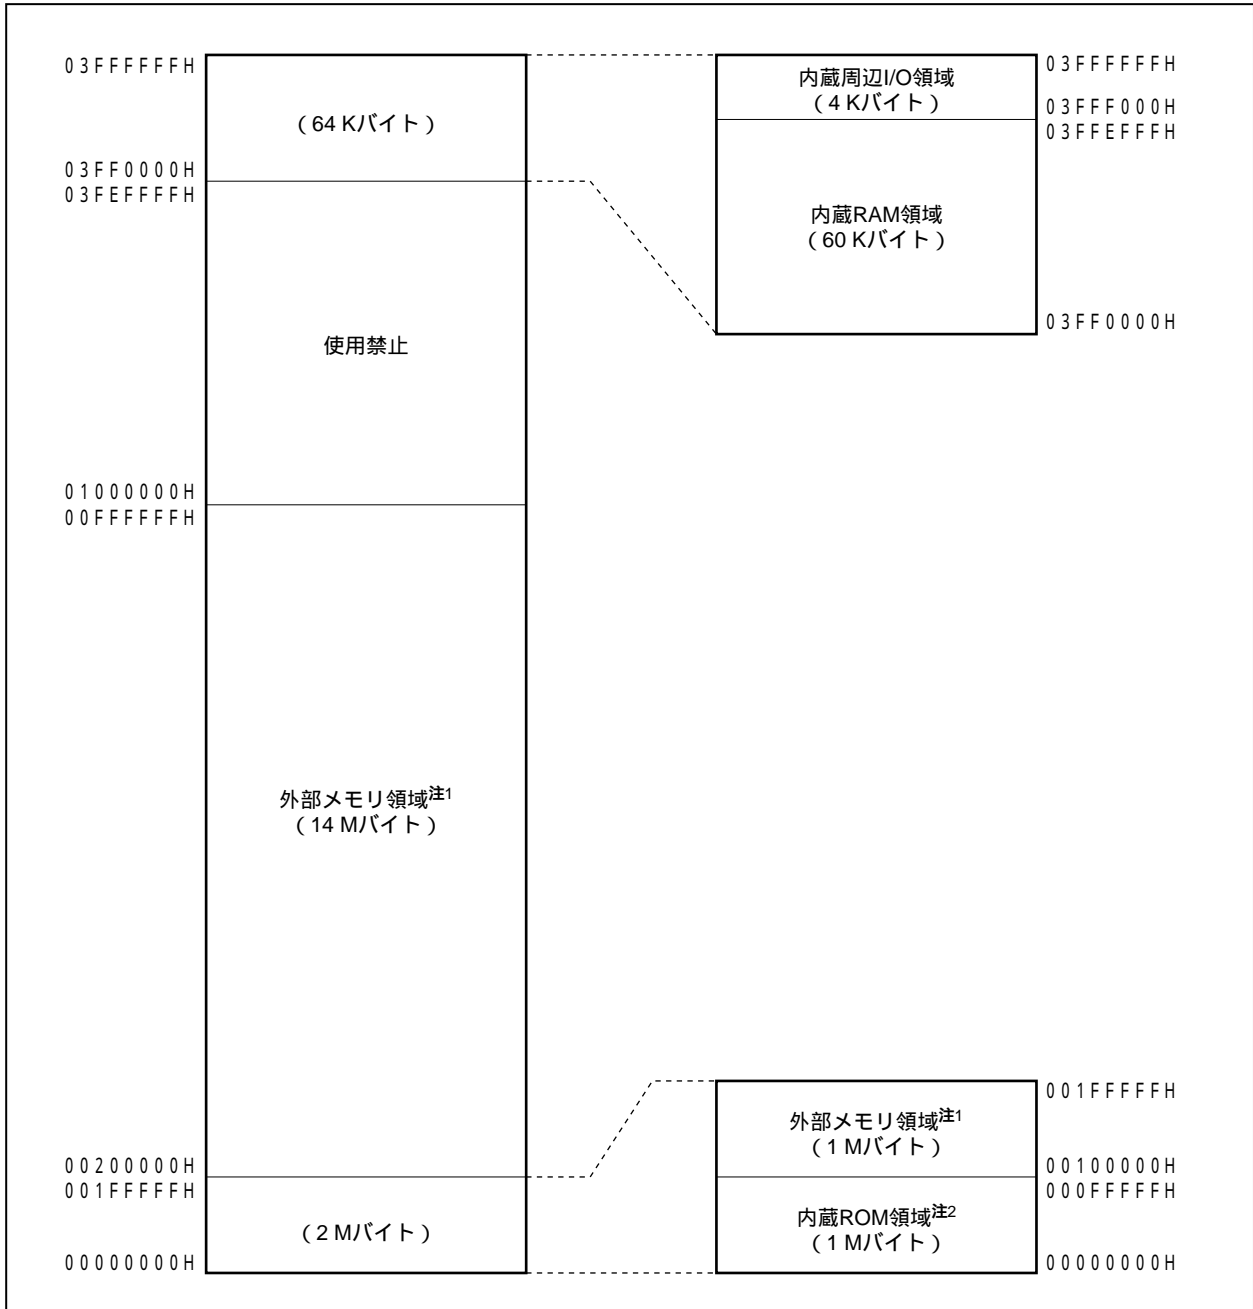 03FFFFFFH
(64 Kバイト)
03FF0000H
03FEFFFFH
使用禁止
01000000H
00FFFFFFH
外部メモリ領域注1
(14 Mバイト)
00200000H
001FFFFFH
(2 Mバイト)
00000000H
内蔵周辺I/O領域
(4 Kバイト)
03FFFFFFH
03FFF000H
03FFEFFFH
内蔵RAM領域
(60 Kバイト)
03FF0000H
外部メモリ領域注1
(1 Mバイト)
001FFFFFH
00100000H
000FFFFFH
内蔵ROM領域注2
(1 Mバイト)
00000000H